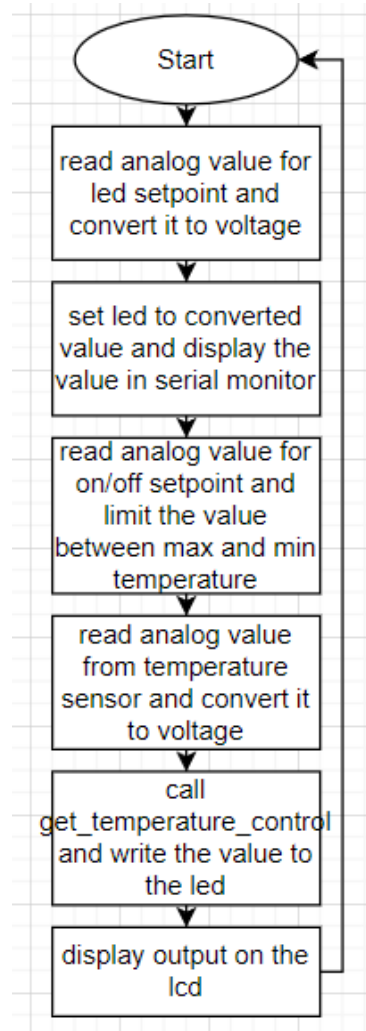 Start
read analog value for
led setpoint and
convert it to voltage
set led to converted
value and display the
value in serial monitor
read analog value for
on/off setpoint and
limit the value
between max and min
temperature
read analog value
from temperature
sensor and convert it
to voltage
call
get_temperature_control
and write the value to
the led
display output on the
lcd